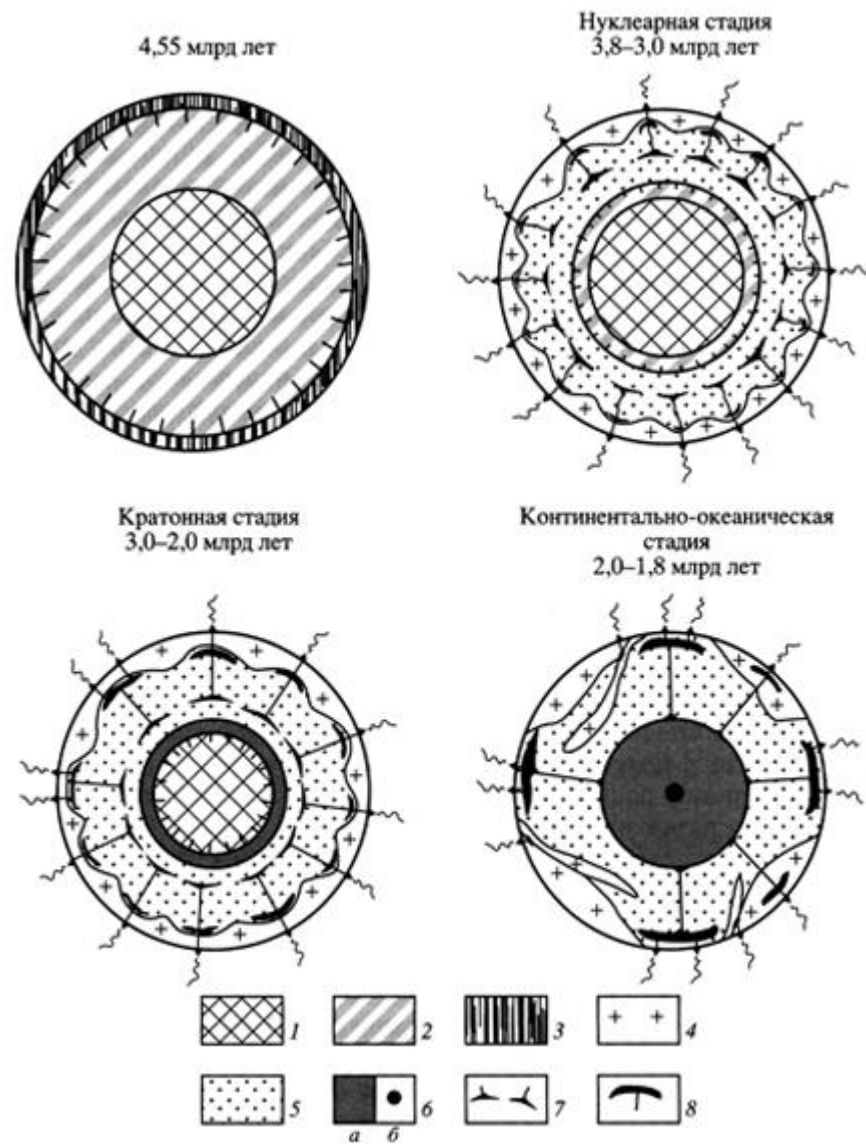 4,55 млрд лет
Нуклеарная стадия
3,8–3,0 млрд лет
Кратонная стадия
3,0–2,0 млрд лет
Континентально-океаническая
стадия
2,0–1,8 млрд лет
1
2
3
4
5
6
7
8
а
б